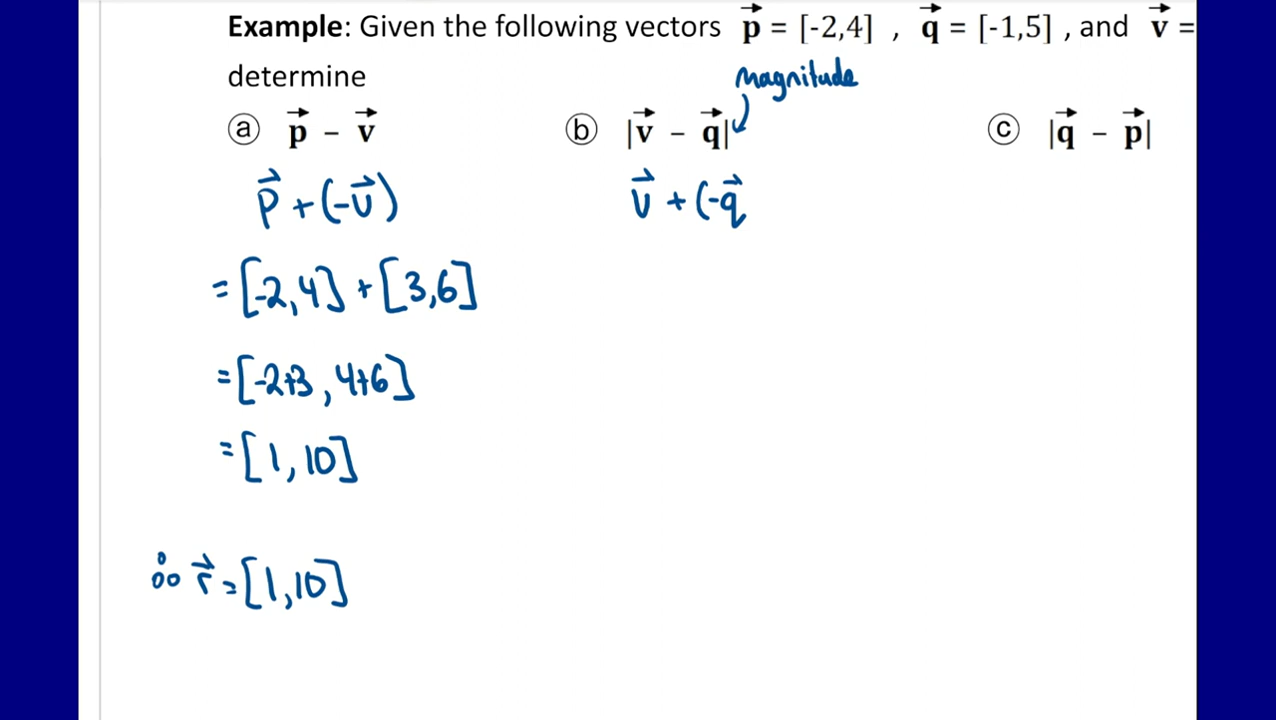 Example: Given the following vectors p⃗ = [-2,4] , q⃗ = [-1,5] , and v⃗ =
determine
magnitude
ⓐ p⃗ - v⃗ ⓑ |v⃗ - q⃗| ⓒ |q⃗ - p⃗|
p⃗ + (-v⃗) v⃗ + (-q⃗
= [-2,4] + [3,6]
= [-2+3 , 4+6]
= [1, 10]
∴ r⃗ = [1,10]